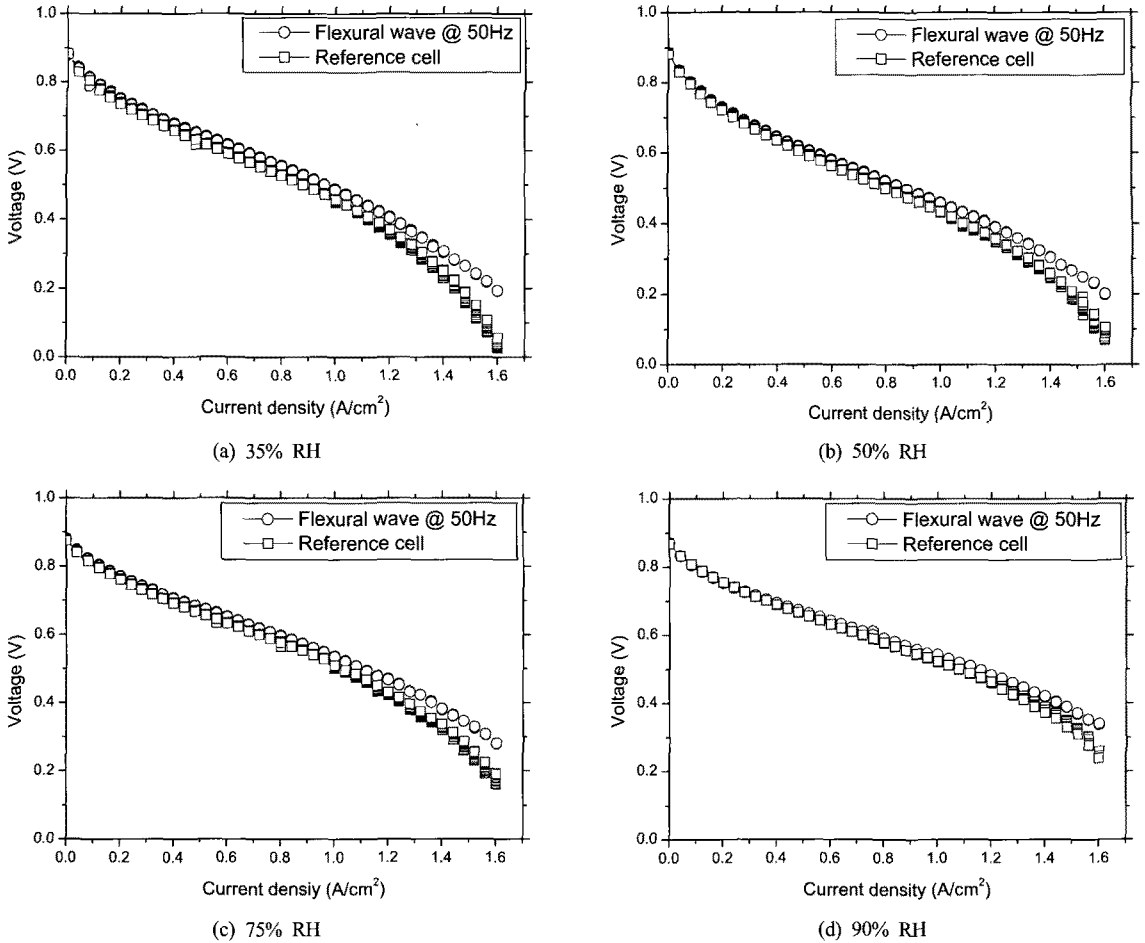 Flexural wave @ 50Hz
Reference cell
Voltage (V)
1.0
0.8
0.6
0.4
0.2
0.0
0.0 0.2 0.4 0.6 0.8 1.0 1.2 1.4 1.6
Current density (A/cm²)
(a) 35% RH
Flexural wave @ 50Hz
Reference cell
Voltage (V)
1.0
0.8
0.6
0.4
0.2
0.0
0.0 0.2 0.4 0.6 0.8 1.0 1.2 1.4 1.6
Current density (A/cm²)
(b) 50% RH
Flexural wave @ 50Hz
Reference cell
Voltage (V)
1.0
0.8
0.6
0.4
0.2
0.0
0.0 0.2 0.4 0.6 0.8 1.0 1.2 1.4 1.6
Current densiy (A/cm²)
(c) 75% RH
Flexural wave @ 50Hz
Reference cell
Voltage (V)
1.0
0.8
0.6
0.4
0.2
0.0
0.0 0.2 0.4 0.6 0.8 1.0 1.2 1.4 1.6
Current density (A/cm²)
(d) 90% RH